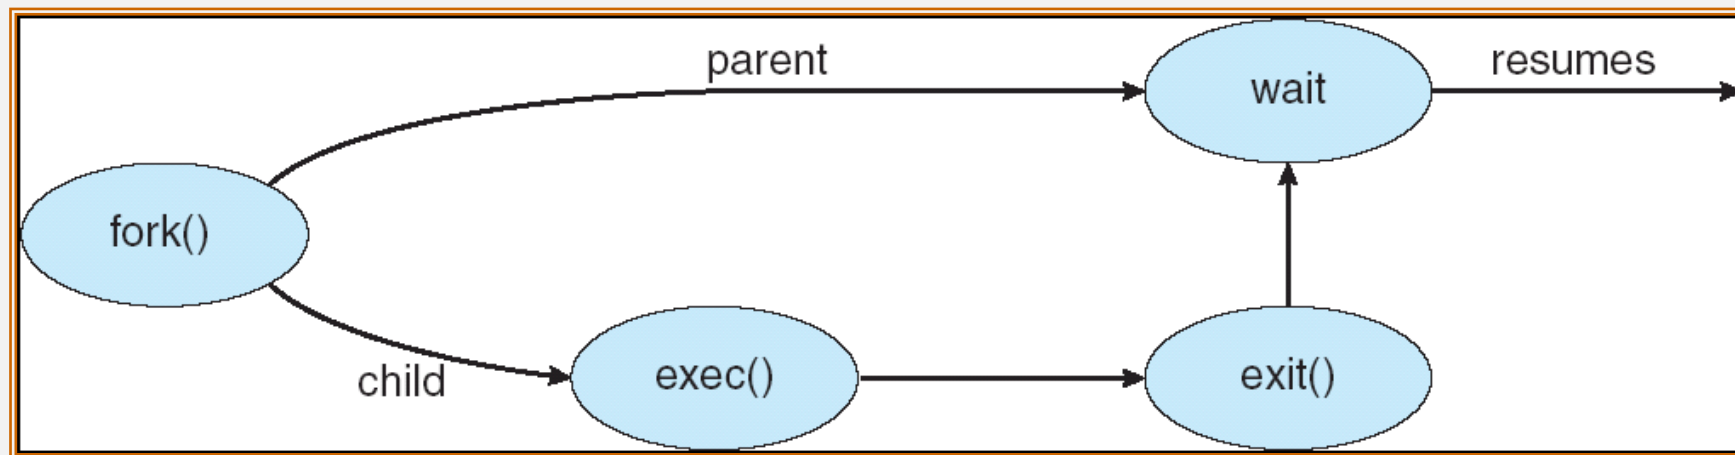 parent
resumes
wait
fork()
child
exec()
exit()